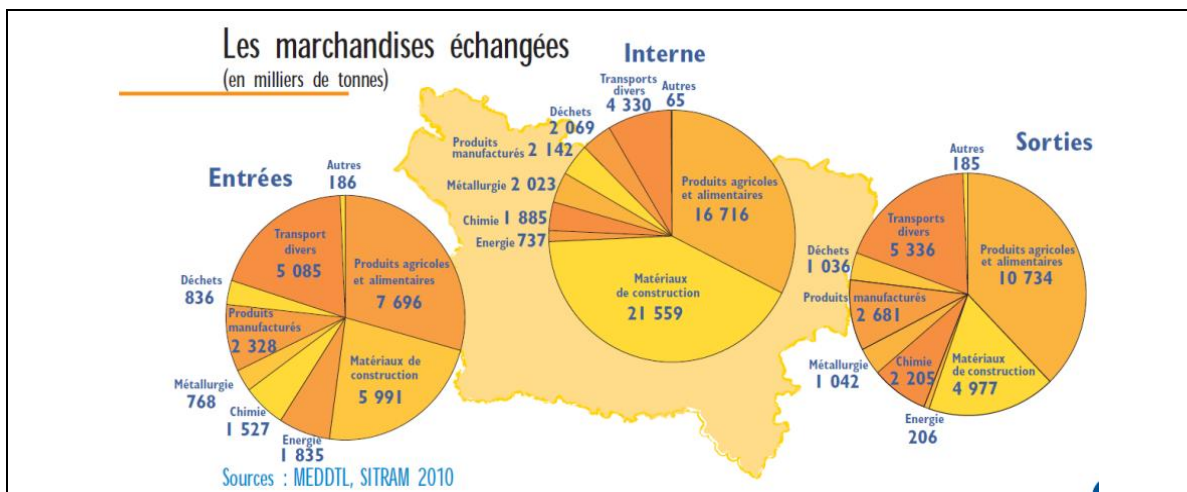 Les marchandises échangées
(en milliers de tonnes)
Entrées
Autres
186
Produits agricoles
et alimentaires
7 696
Matériaux de
construction
5 991
Energie
1 835
Chimie
1 527
Métallurgie
768
Produits
manufacturés
2 328
Déchets
836
Transport
divers
5 085
Interne
Autres
65
Produits agricoles
et alimentaires
16 716
Matériaux
de construction
21 559
Energie 737
Chimie 1 885
Métallurgie 2 023
Produits
manufacturés 2 142
Déchets
2 069
Transports
divers
4 330
Sorties
Autres
185
Produits agricoles
et alimentaires
10 734
Matériaux
de construction
4 977
Energie
206
Chimie
2 205
Métallurgie
1 042
Produits manufacturés
2 681
Déchets
1 036
Transports
divers
5 336
Sources : MEDDTL, SITRAM 2010